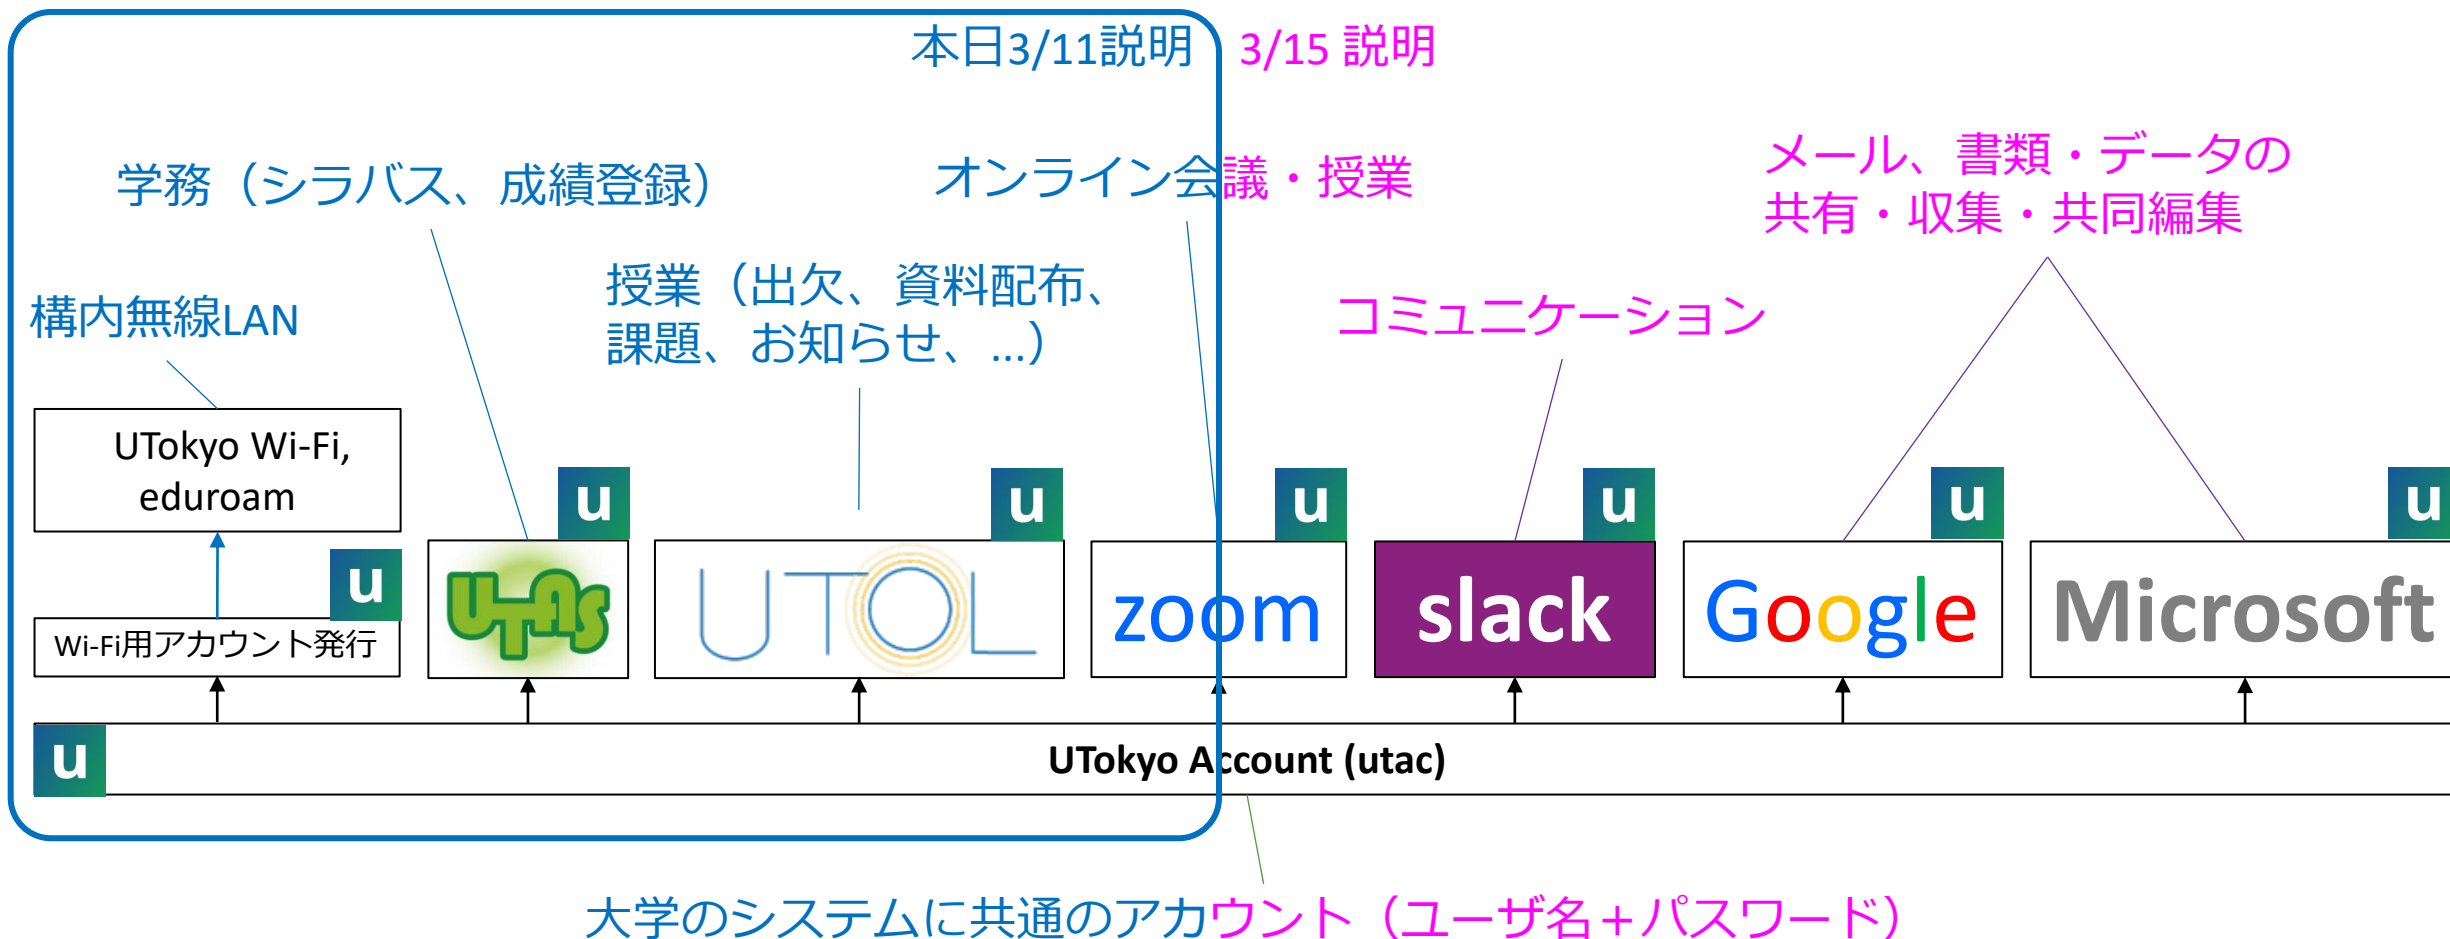 本日3/11説明
3/15 説明
学務（シラバス、成績登録）
オンライン会議・授業
メール、書類・データの
共有・収集・共同編集
構内無線LAN
授業（出欠、資料配布、
課題、お知らせ、…）
コミュニケーション
UTokyo Wi-Fi,
eduroam
u
u
u
u
u
u
u
Wi-Fi用アカウント発行
UTAS
UTOL
zoom
slack
Google
Microsoft
u
UTokyo Account (utac)
大学のシステムに共通のアカウント（ユーザ名＋パスワード）